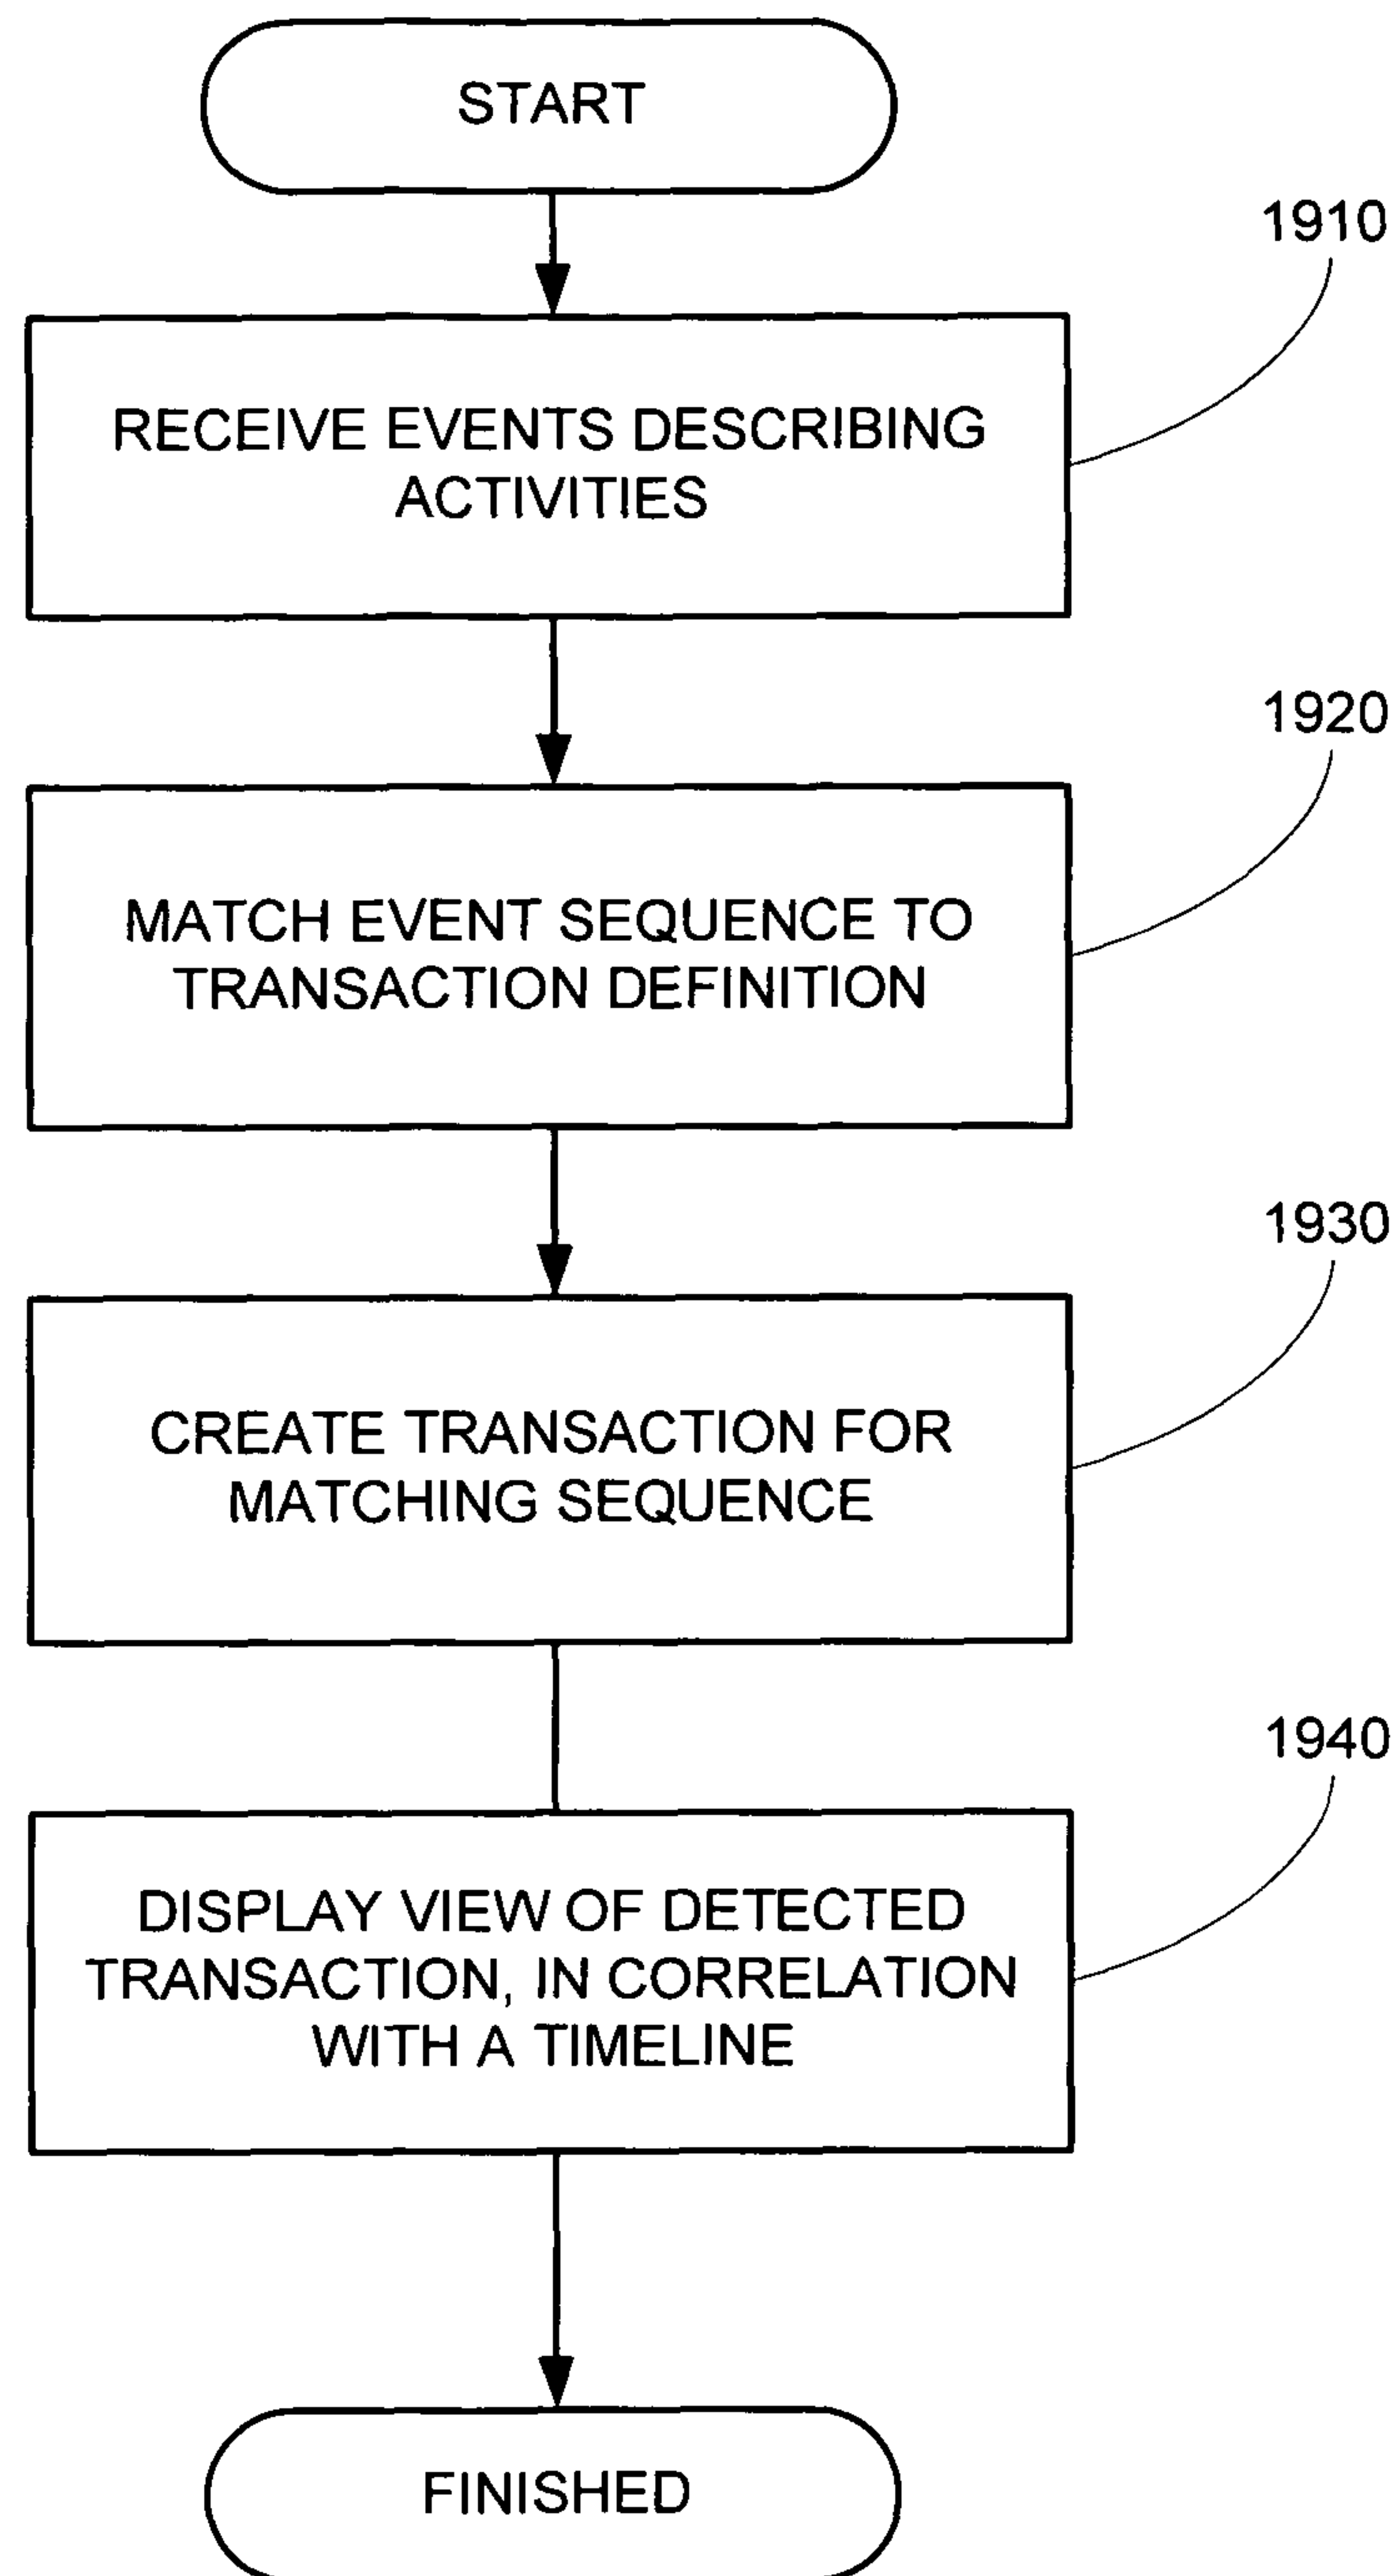 START
1910
RECEIVE EVENTS DESCRIBING
ACTIVITIES
1920
MATCH EVENT SEQUENCE TO
TRANSACTION DEFINITION
1930
CREATE TRANSACTION FOR
MATCHING SEQUENCE
1940
DISPLAY VIEW OF DETECTED
TRANSACTION, IN CORRELATION
WITH A TIMELINE
FINISHED